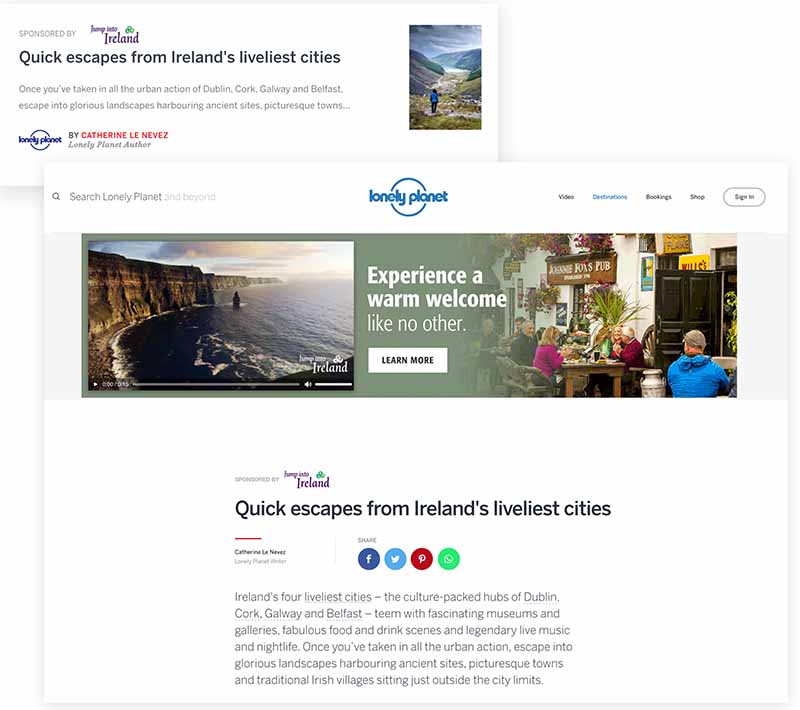 SPONSORED BY Jump into Ireland
Quick escapes from Ireland's liveliest cities
Once you've taken in all the urban action of Dublin, Cork, Galway and Belfast,
escape into glorious landscapes harbouring ancient sites, picturesque towns...
lonely planet BY CATHERINE LE NEVEZ
Lonely Planet Author
Search Lonely Planet and beyond
lonely planet
Video Destinations Bookings Shop Sign In
Experience a
warm welcome
like no other.
LEARN MORE
Jump into Ireland
0:00 / 0:15
JOHNNIE FOX'S PUB
WILLS's
SPONSORED BY Jump into Ireland
Quick escapes from Ireland's liveliest cities
SHARE
Catherine Le Nevez
Lonely Planet Writer
Ireland's four liveliest cities – the culture-packed hubs of Dublin,
Cork, Galway and Belfast – teem with fascinating museums and
galleries, fabulous food and drink scenes and legendary live music
and nightlife. Once you've taken in all the urban action, escape into
glorious landscapes harbouring ancient sites, picturesque towns
and traditional Irish villages sitting just outside the city limits.